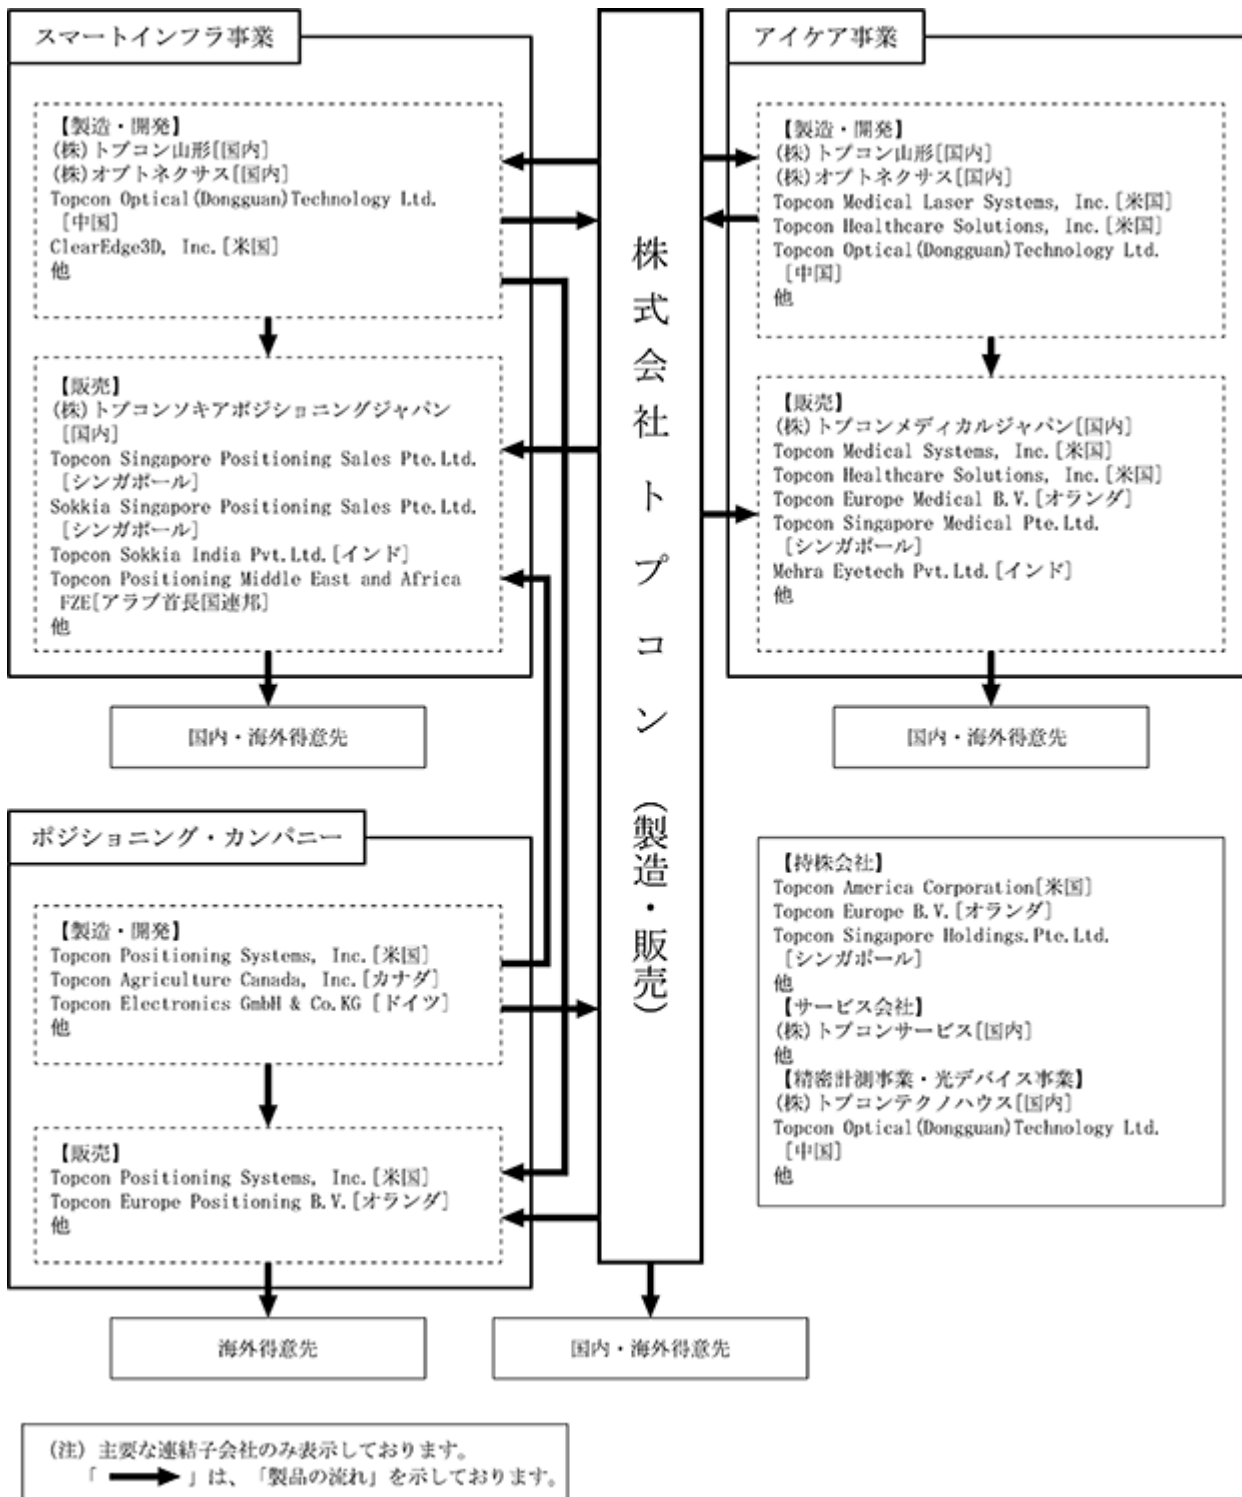 スマートインフラ事業
【製造・開発】
(株)トプコン山形[国内]
(株)オプトネクサス[国内]
Topcon Optical(Dongguan)Technology Ltd.
[中国]
ClearEdge3D, Inc.[米国]
他
【販売】
(株)トプコンソキアポジショニングジャパン
[国内]
Topcon Singapore Positioning Sales Pte.Ltd.
[シンガポール]
Sokkia Singapore Positioning Sales Pte.Ltd.
[シンガポール]
Topcon Sokkia India Pvt.Ltd.[インド]
Topcon Positioning Middle East and Africa
FZE[アラブ首長国連邦]
他
国内・海外得意先
ポジショニング・カンパニー
【製造・開発】
Topcon Positioning Systems, Inc.[米国]
Topcon Agriculture Canada, Inc.[カナダ]
Topcon Electronics GmbH & Co.KG [ドイツ]
他
【販売】
Topcon Positioning Systems, Inc.[米国]
Topcon Europe Positioning B.V.[オランダ]
他
海外得意先
株式会社トプコン (製造・販売)
国内・海外得意先
アイケア事業
【製造・開発】
(株)トプコン山形[国内]
(株)オプトネクサス[国内]
Topcon Medical Laser Systems, Inc.[米国]
Topcon Healthcare Solutions, Inc.[米国]
Topcon Optical(Dongguan)Technology Ltd.
[中国]
他
【販売】
(株)トプコンメディカルジャパン[国内]
Topcon Medical Systems, Inc.[米国]
Topcon Healthcare Solutions, Inc.[米国]
Topcon Europe Medical B.V.[オランダ]
Topcon Singapore Medical Pte.Ltd.
[シンガポール]
Mehra Eyetech Pvt.Ltd.[インド]
他
国内・海外得意先
【持株会社】
Topcon America Corporation[米国]
Topcon Europe B.V.[オランダ]
Topcon Singapore Holdings.Pte.Ltd.
[シンガポール]
他
【サービス会社】
(株)トプコンサービス[国内]
他
【精密計測事業・光デバイス事業】
(株)トプコンテクノハウス[国内]
Topcon Optical(Dongguan)Technology Ltd.
[中国]
他
(注) 主要な連結子会社のみ表示しております。
「 → 」は、「製品の流れ」を示しております。